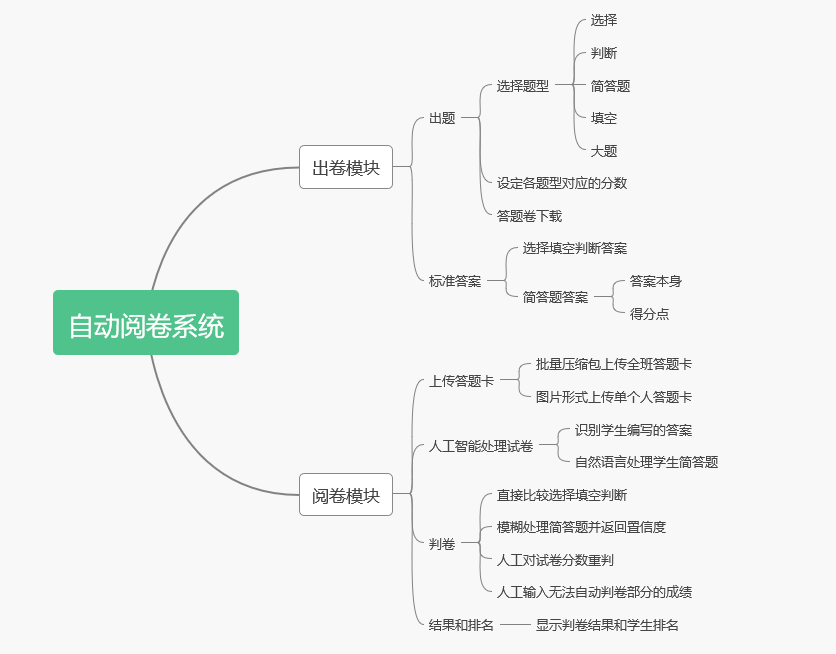 自动阅卷系统
出卷模块
出题
选择题型
选择
判断
简答题
填空
大题
设定各题型对应的分数
答题卷下载
标准答案
选择填空判断答案
简答题答案
答案本身
得分点
阅卷模块
上传答题卡
批量压缩包上传全班答题卡
图片形式上传单个人答题卡
人工智能处理试卷
识别学生编写的答案
自然语言处理学生简答题
判卷
直接比较选择填空判断
模糊处理简答题并返回置信度
人工对试卷分数重判
人工输入无法自动判卷部分的成绩
结果和排名
显示判卷结果和学生排名